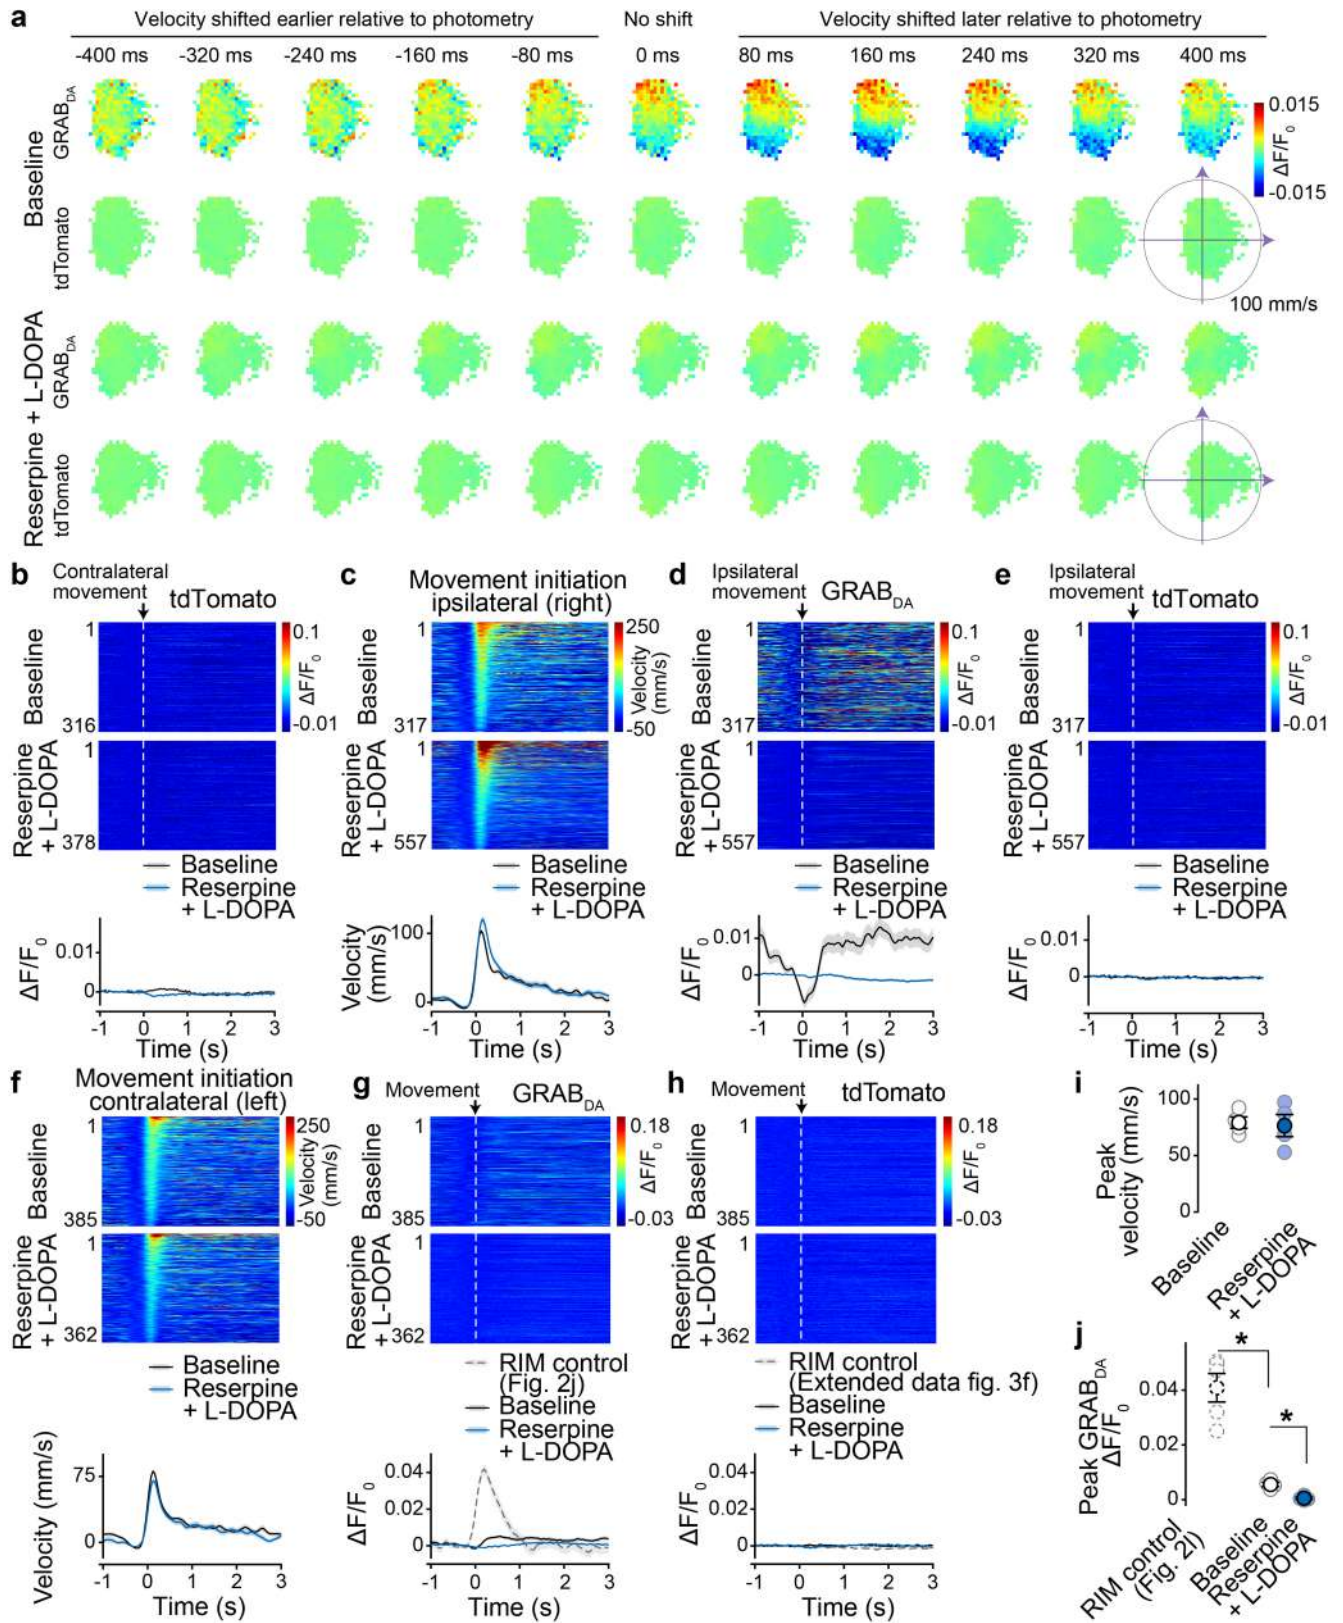 a
Velocity shifted earlier relative to photometry
No shift
Velocity shifted later relative to photometry
-400 ms
-320 ms
-240 ms
-160 ms
-80 ms
0 ms
80 ms
160 ms
240 ms
320 ms
400 ms
Baseline
GRAB_DA
tdTomato
0.015
ΔF/F₀
-0.015
100 mm/s
Reserpine + L-DOPA
GRAB_DA
tdTomato
b
Contralateral
movement
tdTomato
Baseline
1
316
0.1
ΔF/F₀
-0.01
Reserpine
+ L-DOPA
1
378
Baseline
Reserpine
+ L-DOPA
ΔF/F₀
0.01
0
-1 0 1 2 3
Time (s)
c
Movement initiation
ipsilateral (right)
Baseline
1
317
250
Velocity
(mm/s)
-50
Reserpine
+ L-DOPA
1
557
Baseline
Reserpine
+ L-DOPA
Velocity
(mm/s)
100
0
-1 0 1 2 3
Time (s)
d
Ipsilateral
movement
GRAB_DA
Baseline
1
317
0.1
ΔF/F₀
-0.01
Reserpine
+ L-DOPA
1
557
Baseline
Reserpine
+ L-DOPA
ΔF/F₀
0.01
0
-1 0 1 2 3
Time (s)
e
Ipsilateral
movement
tdTomato
Baseline
1
317
0.1
ΔF/F₀
-0.01
Reserpine
+ L-DOPA
1
557
Baseline
Reserpine
+ L-DOPA
ΔF/F₀
0.01
0
-1 0 1 2 3
Time (s)
f
Movement initiation
contralateral (left)
Baseline
1
385
250
Velocity
(mm/s)
-50
Reserpine
+ L-DOPA
1
362
Baseline
Reserpine
+ L-DOPA
Velocity (mm/s)
75
0
-1 0 1 2 3
Time (s)
g
Movement
GRAB_DA
Baseline
1
385
0.18
ΔF/F₀
-0.03
Reserpine
+ L-DOPA
1
362
RIM control
(Fig. 2j)
Baseline
Reserpine
+ L-DOPA
ΔF/F₀
0.04
0.02
0
-1 0 1 2 3
Time (s)
h
Movement
tdTomato
Baseline
1
385
0.18
ΔF/F₀
-0.03
Reserpine
+ L-DOPA
1
362
RIM control
(Extended data fig. 3f)
Baseline
Reserpine
+ L-DOPA
ΔF/F₀
0.04
0.02
0
-1 0 1 2 3
Time (s)
i
Peak
velocity (mm/s)
100
50
0
Baseline
Reserpine
+ L-DOPA
j
Peak GRAB_DA
ΔF/F₀
0.04
0.02
0
*
*
RIM control
(Fig. 2l)
Baseline
Reserpine
+ L-DOPA